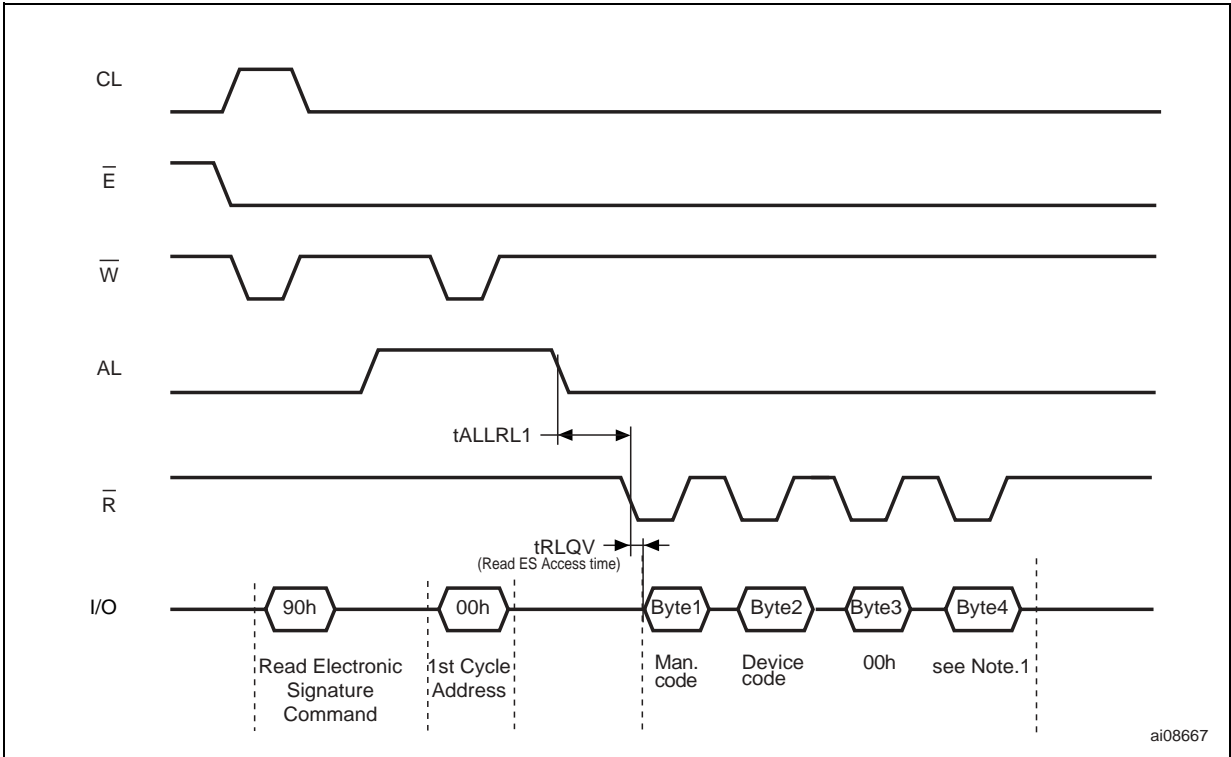 CL
E
W
AL
tALLRL1
R
tRLQV
(Read ES Access time)
I/O
90h
00h
Byte1
Byte2
Byte3
Byte4
Read Electronic
Signature
Command
1st Cycle
Address
Man.
code
Device
code
00h
see Note.1
ai08667